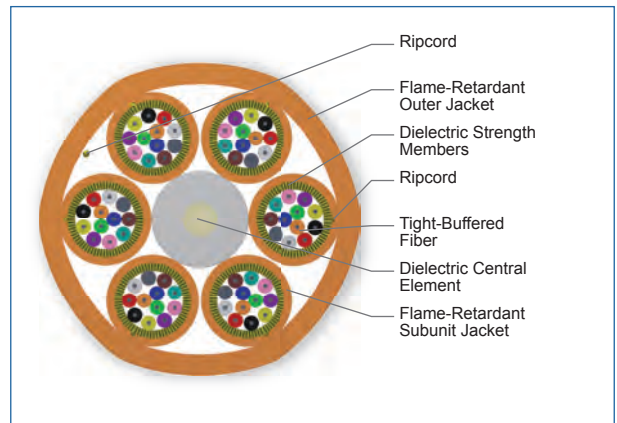 Ripcord
Flame-Retardant
Outer Jacket
Dielectric Strength
Members
Ripcord
Tight-Buffered
Fiber
Dielectric Central
Element
Flame-Retardant
Subunit Jacket